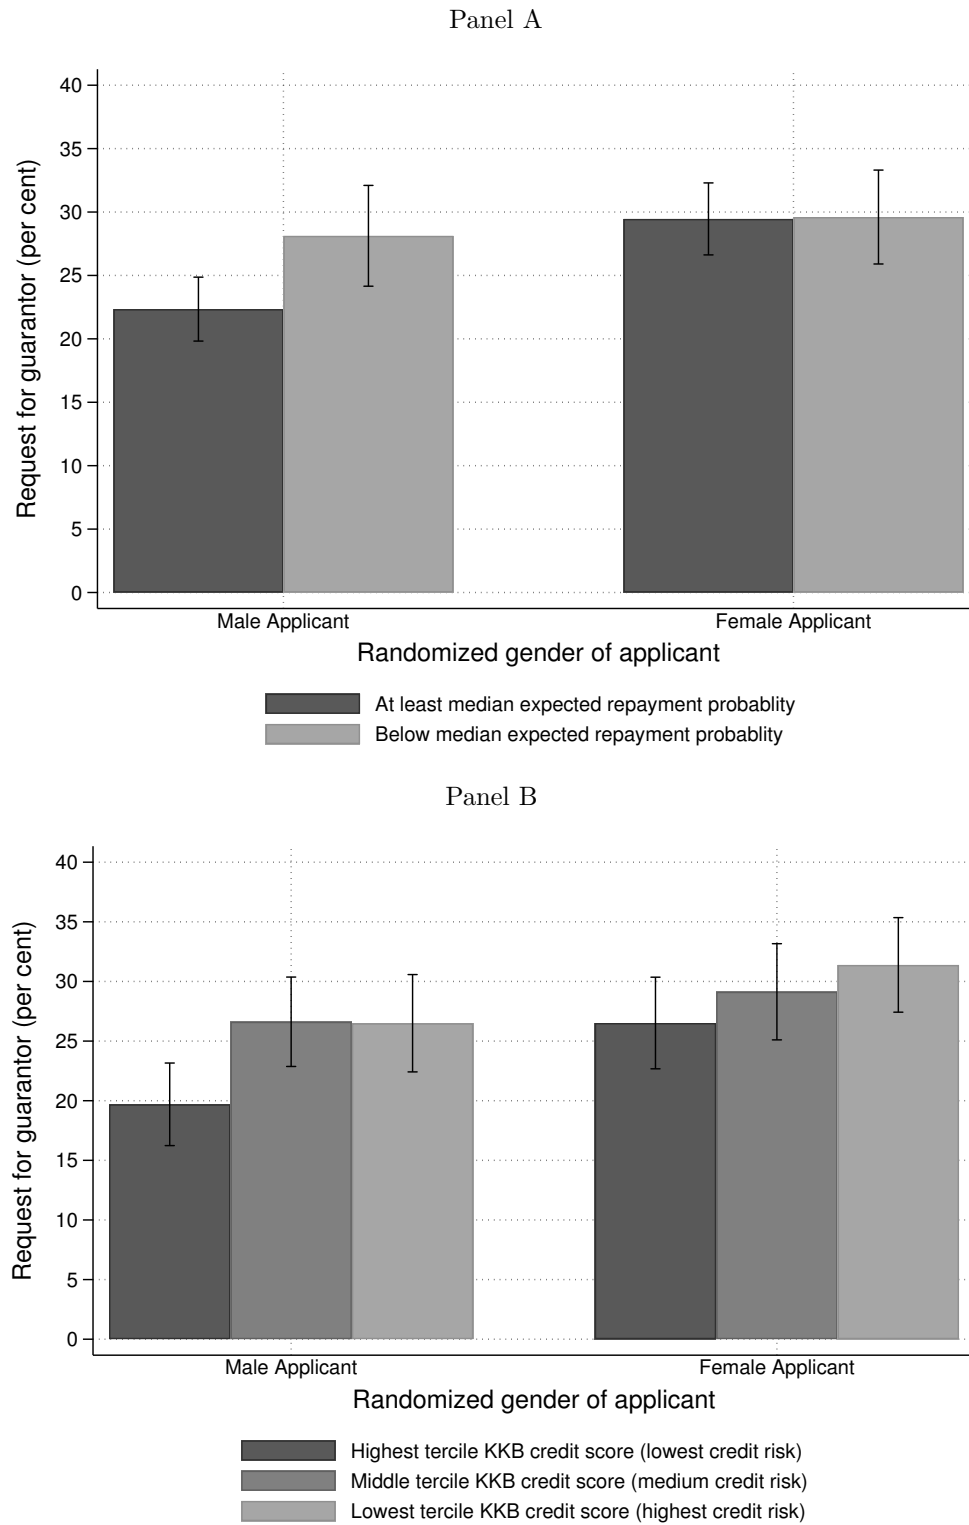 Panel A
Request for guarantor (per cent)
40
35
30
25
20
15
10
5
0
Male Applicant
Female Applicant
Randomized gender of applicant
At least median expected repayment probablity
Below median expected repayment probablity
Panel B
Request for guarantor (per cent)
40
35
30
25
20
15
10
5
0
Male Applicant
Female Applicant
Randomized gender of applicant
Highest tercile KKB credit score (lowest credit risk)
Middle tercile KKB credit score (medium credit risk)
Lowest tercile KKB credit score (highest credit risk)